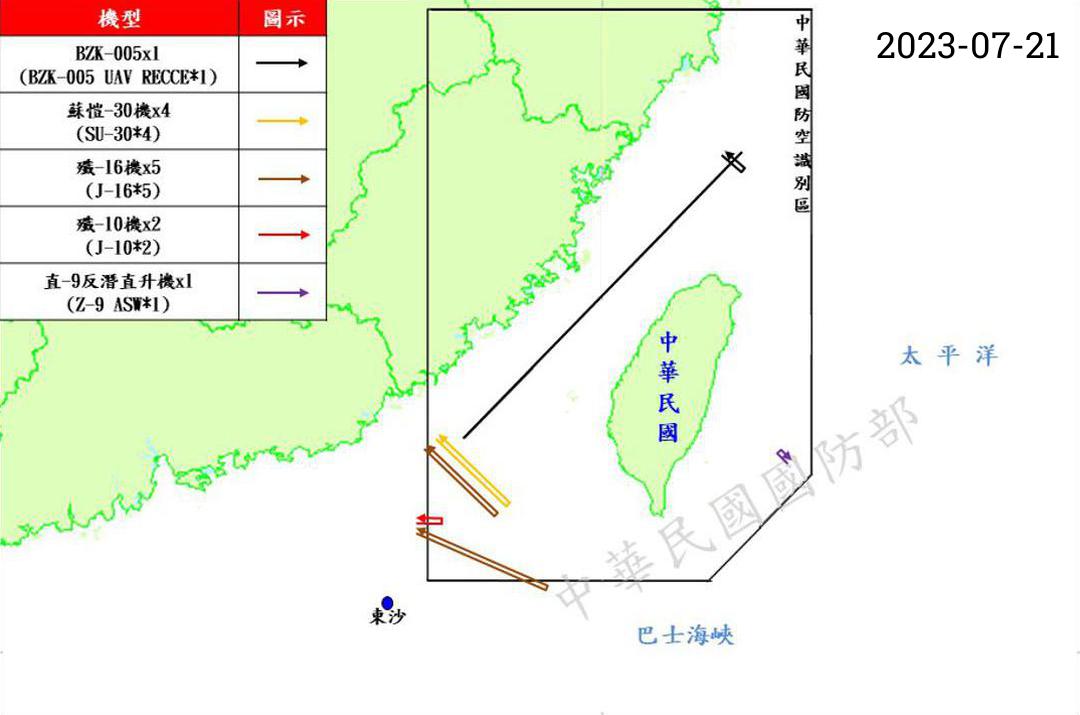 機型 圖示
BZK-005x1
(BZK-005 UAV RECCE*1)
蘇愷-30機x4
(SU-30*4)
殲-16機x5
(J-16*5)
殲-10機x2
(J-10*2)
直-9反潛直升機x1
(Z-9 ASW*1)
2023-07-21
中華民國防空識別區
中華民國
太平洋
東沙
巴士海峽
中華民國國防部